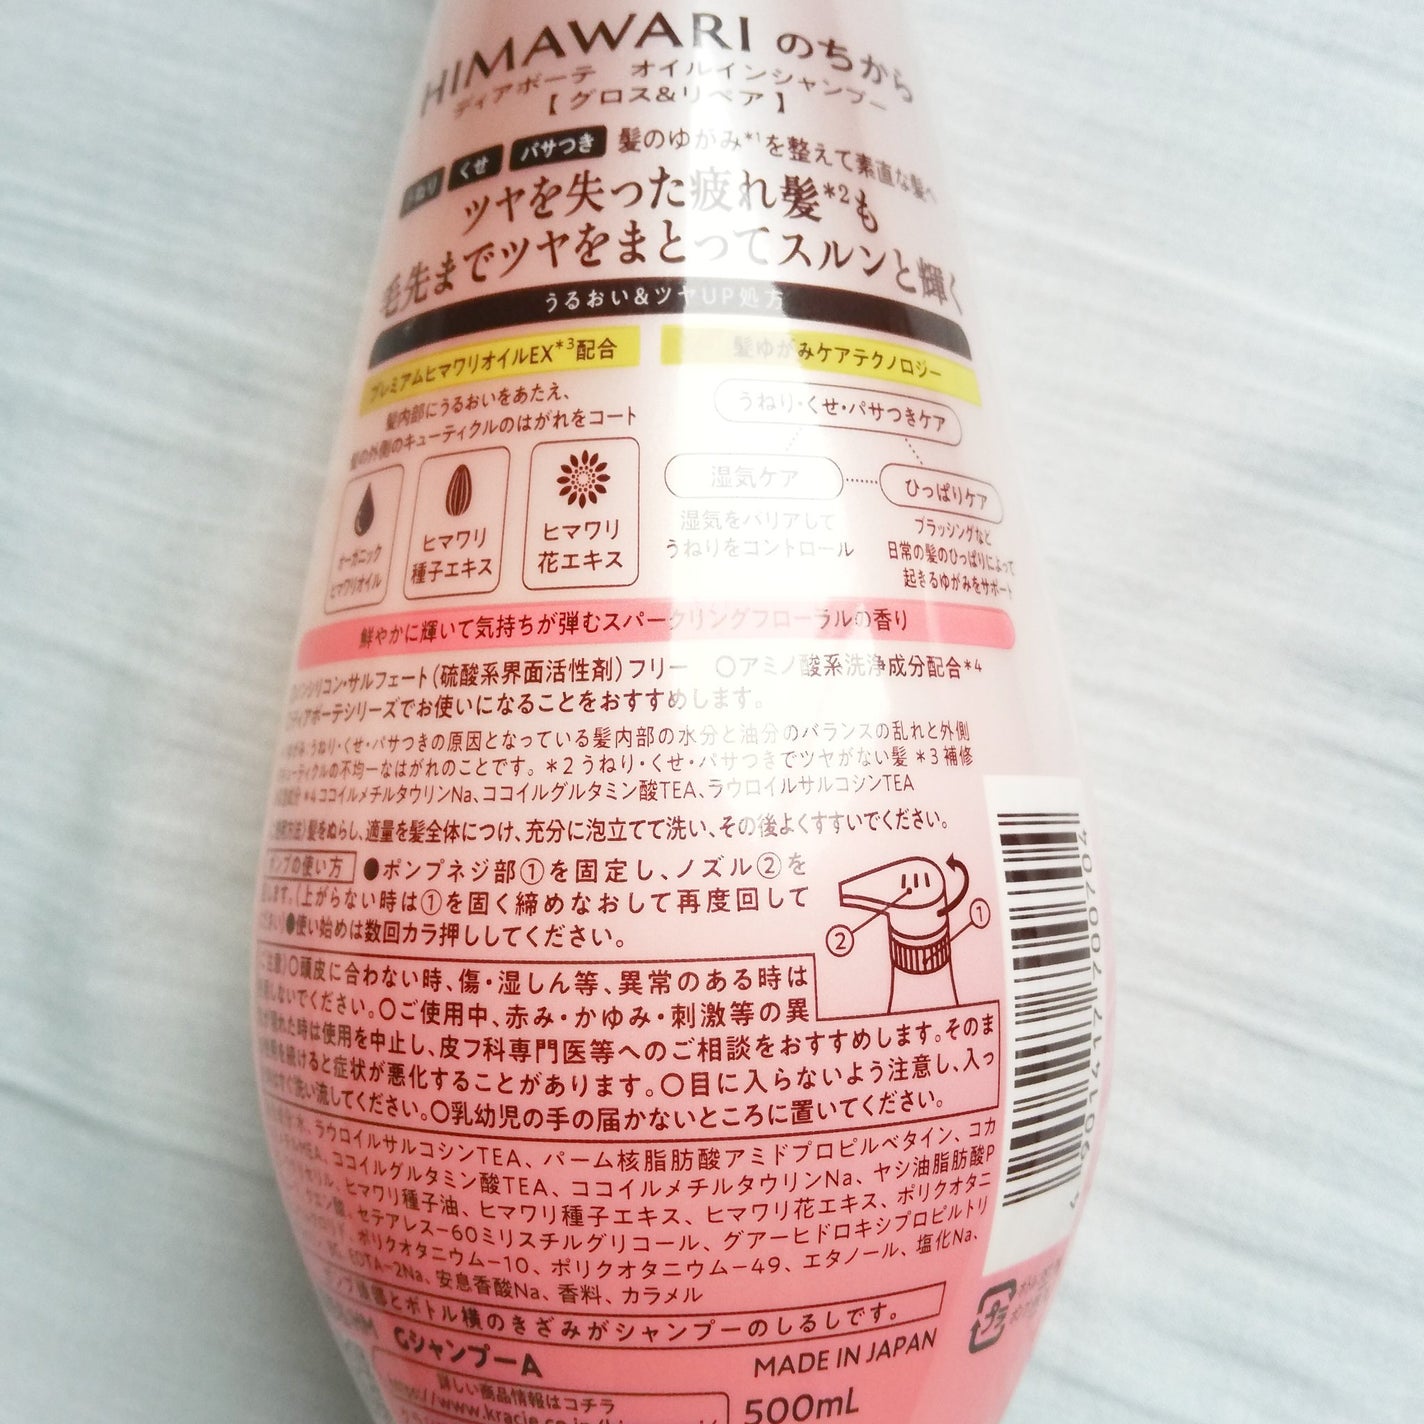 HIMAWARI のちから
ディアボーテ オイルインシャンプー
【グロス&リペア】
うねり くせ パサつき 髪のゆがみ*1を整えて素直な髪へ
ツヤを失った疲れ髪*2も
毛先までツヤをまとってスルンと輝く
うるおい&ツヤUP処方
プレミアムヒマワリオイルEX*3配合
髪内部にうるおいをあたえ、
髪の外側のキューティクルのはがれをコート
オーガニック
ヒマワリオイル
ヒマワリ
種子エキス
ヒマワリ
花エキス
髪ゆがみケアテクノロジー
うねり・くせ・パサつきケア
湿気ケア
湿気をバリアして
うねりをコントロール
ひっぱりケア
ブラッシングなど
日常の髪のひっぱりによって
起きるゆがみをサポート
鮮やかに輝いて気持ちが弾むスパークリングフローラルの香り
ノンシリコン・サルフェート(硫酸系界面活性剤)フリー ○アミノ酸系洗浄成分配合*4
ディアボーテシリーズでお使いになることをおすすめします。
うねり・くせ・パサつきの原因となっている髪内部の水分と油分のバランスの乱れと外側
キューティクルの不均一なはがれのことです。 *2 うねり・くせ・パサつきでツヤがない髪 *3 補修
成分 *4ココイルメチルタウリンNa、ココイルグルタミン酸TEA、ラウロイルサルコシンTEA
髪をぬらし、適量を髪全体につけ、充分に泡立てて洗い、その後よくすすいでください。
ポンプの使い方 ●ポンプネジ部①を固定し、ノズル②を
します。(上がらない時は①を固く締めなおして再度回して
ださい)●使い始めは数回カラ押ししてください。
② ①
ご注意)○頭皮に合わない時、傷・湿しん等、異常のある時は
しないでください。○ご使用中、赤み・かゆみ・刺激等の異
が現れた時は使用を中止し、皮フ科専門医等へのご相談をおすすめします。そのま
を続けると症状が悪化することがあります。○目に入らないよう注意し、入っ
すぐ洗い流してください。○乳幼児の手の届かないところに置いてください。
水、ラウロイルサルコシンTEA、パーム核脂肪酸アミドプロピルベタイン、コカ
ココイルグルタミン酸TEA、ココイルメチルタウリンNa、ヤシ油脂肪酸P
ヒマワリ種子油、ヒマワリ種子エキス、ヒマワリ花エキス、ポリクオタニ
クエン酸、セテアレス-60ミリスチルグリコール、グアーヒドロキシプロピルトリ
ポリクオタニウム-10、ポリクオタニウム-49、エタノール、塩化Na、
EDTA-2Na、安息香酸Na、香料、カラメル
とボトル横のきざみがシャンプーのしるしです。
GシャンプーA
MADE IN JAPAN
詳しい商品情報はコチラ
500mL
プラ